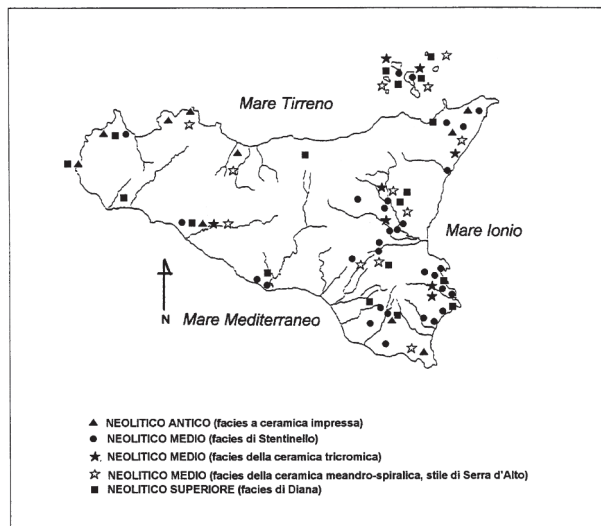 Mare Tirreno
Mare Ionio
N
Mare Mediterraneo
NEOLITICO ANTICO (facies a ceramica impressa)
NEOLITICO MEDIO (facies di Stentinello)
NEOLITICO MEDIO (facies della ceramica tricromica)
NEOLITICO MEDIO (facies della ceramica meandro-spiralica, stile di Serra d'Alto)
NEOLITICO SUPERIORE (facies di Diana)